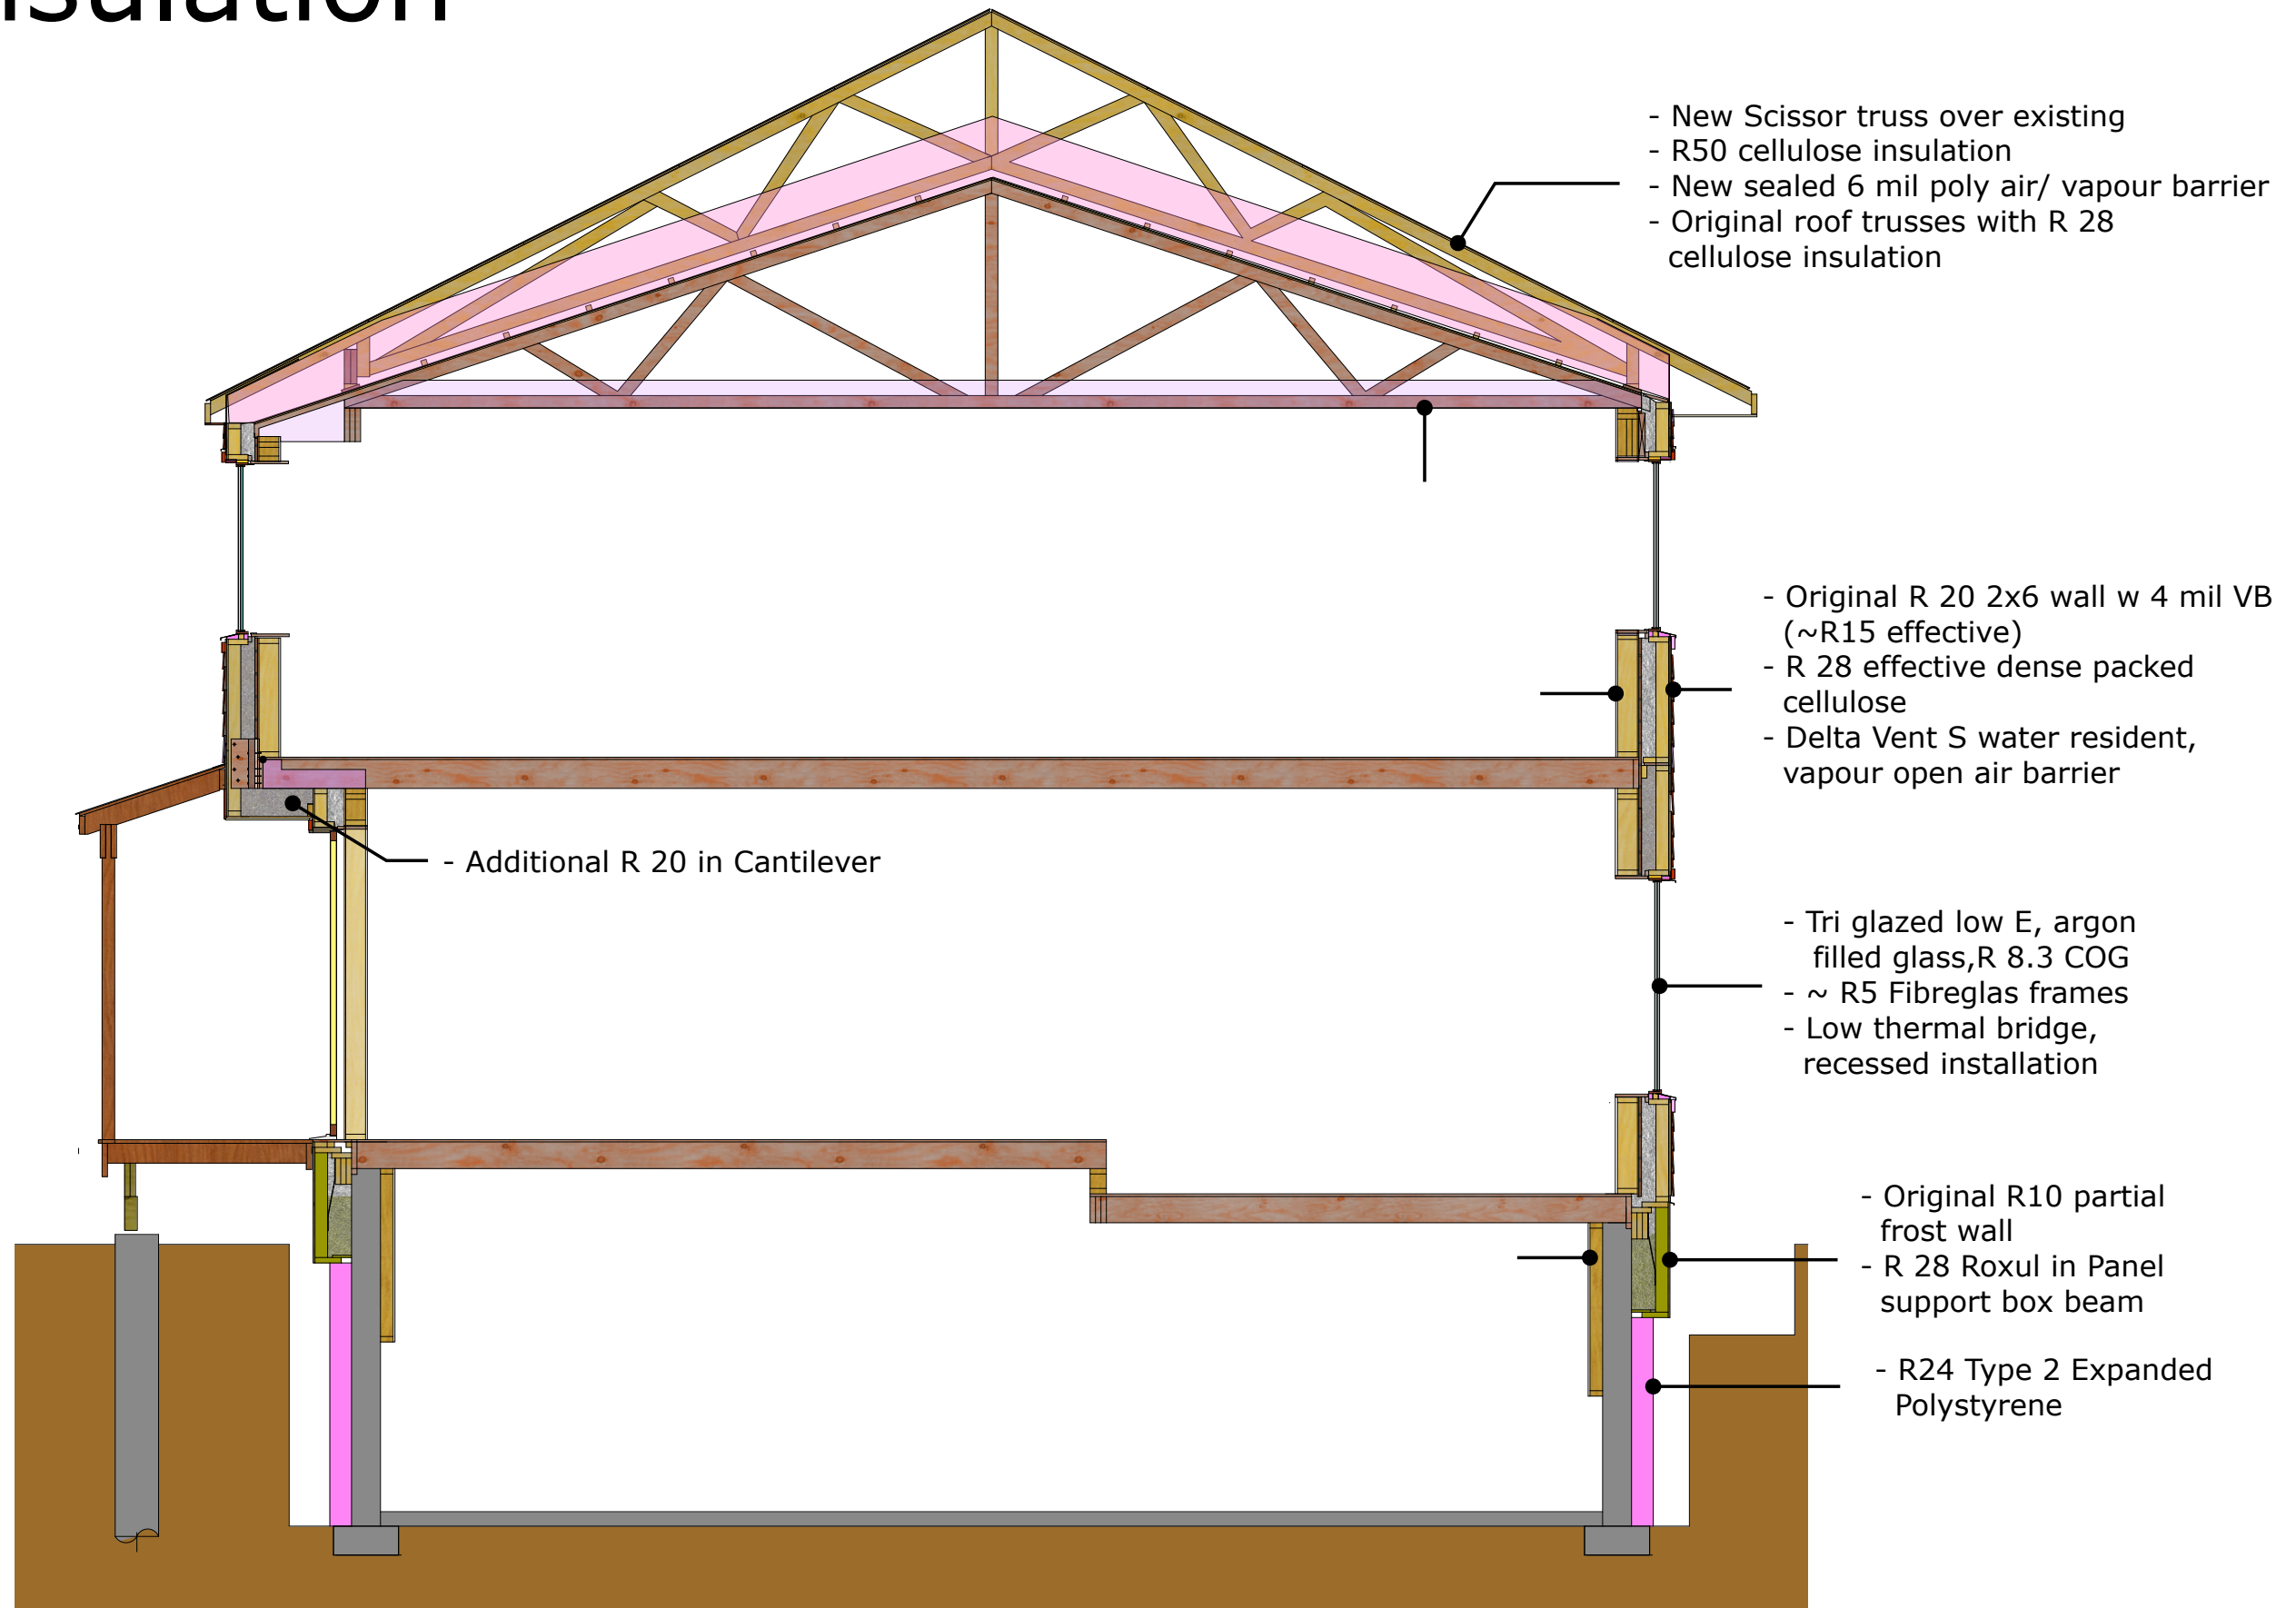 nsulation
- New Scissor truss over existing
- R50 cellulose insulation
- New sealed 6 mil poly air/ vapour barrier
- Original roof trusses with R 28
cellulose insulation
- Original R 20 2x6 wall w 4 mil VB
(~R15 effective)
- R 28 effective dense packed
cellulose
- Delta Vent S water resident,
vapour open air barrier
- Additional R 20 in Cantilever
- Tri glazed low E, argon
filled glass,R 8.3 COG
- ~ R5 Fibreglas frames
- Low thermal bridge,
recessed installation
- Original R10 partial
frost wall
- R 28 Roxul in Panel
support box beam
- R24 Type 2 Expanded
Polystyrene